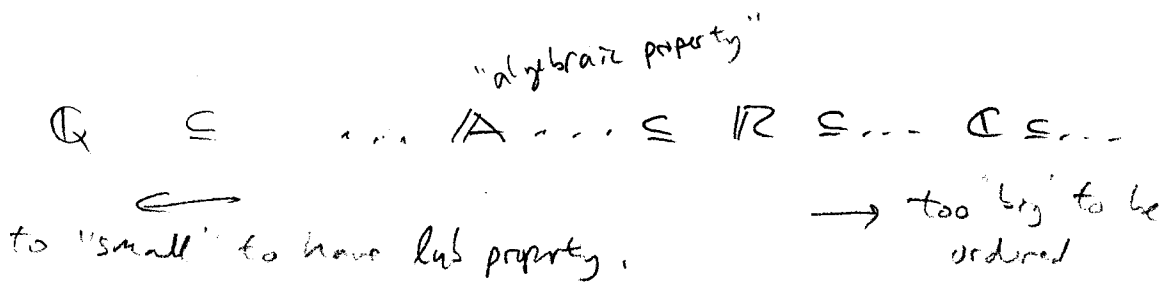 "algebraic property"
ℚ ⊆ ... 𝔸 .... ⊆ ℝ ⊆... ℂ ⊆...
← → too "big" to be
to "small" to have lub property. ordered